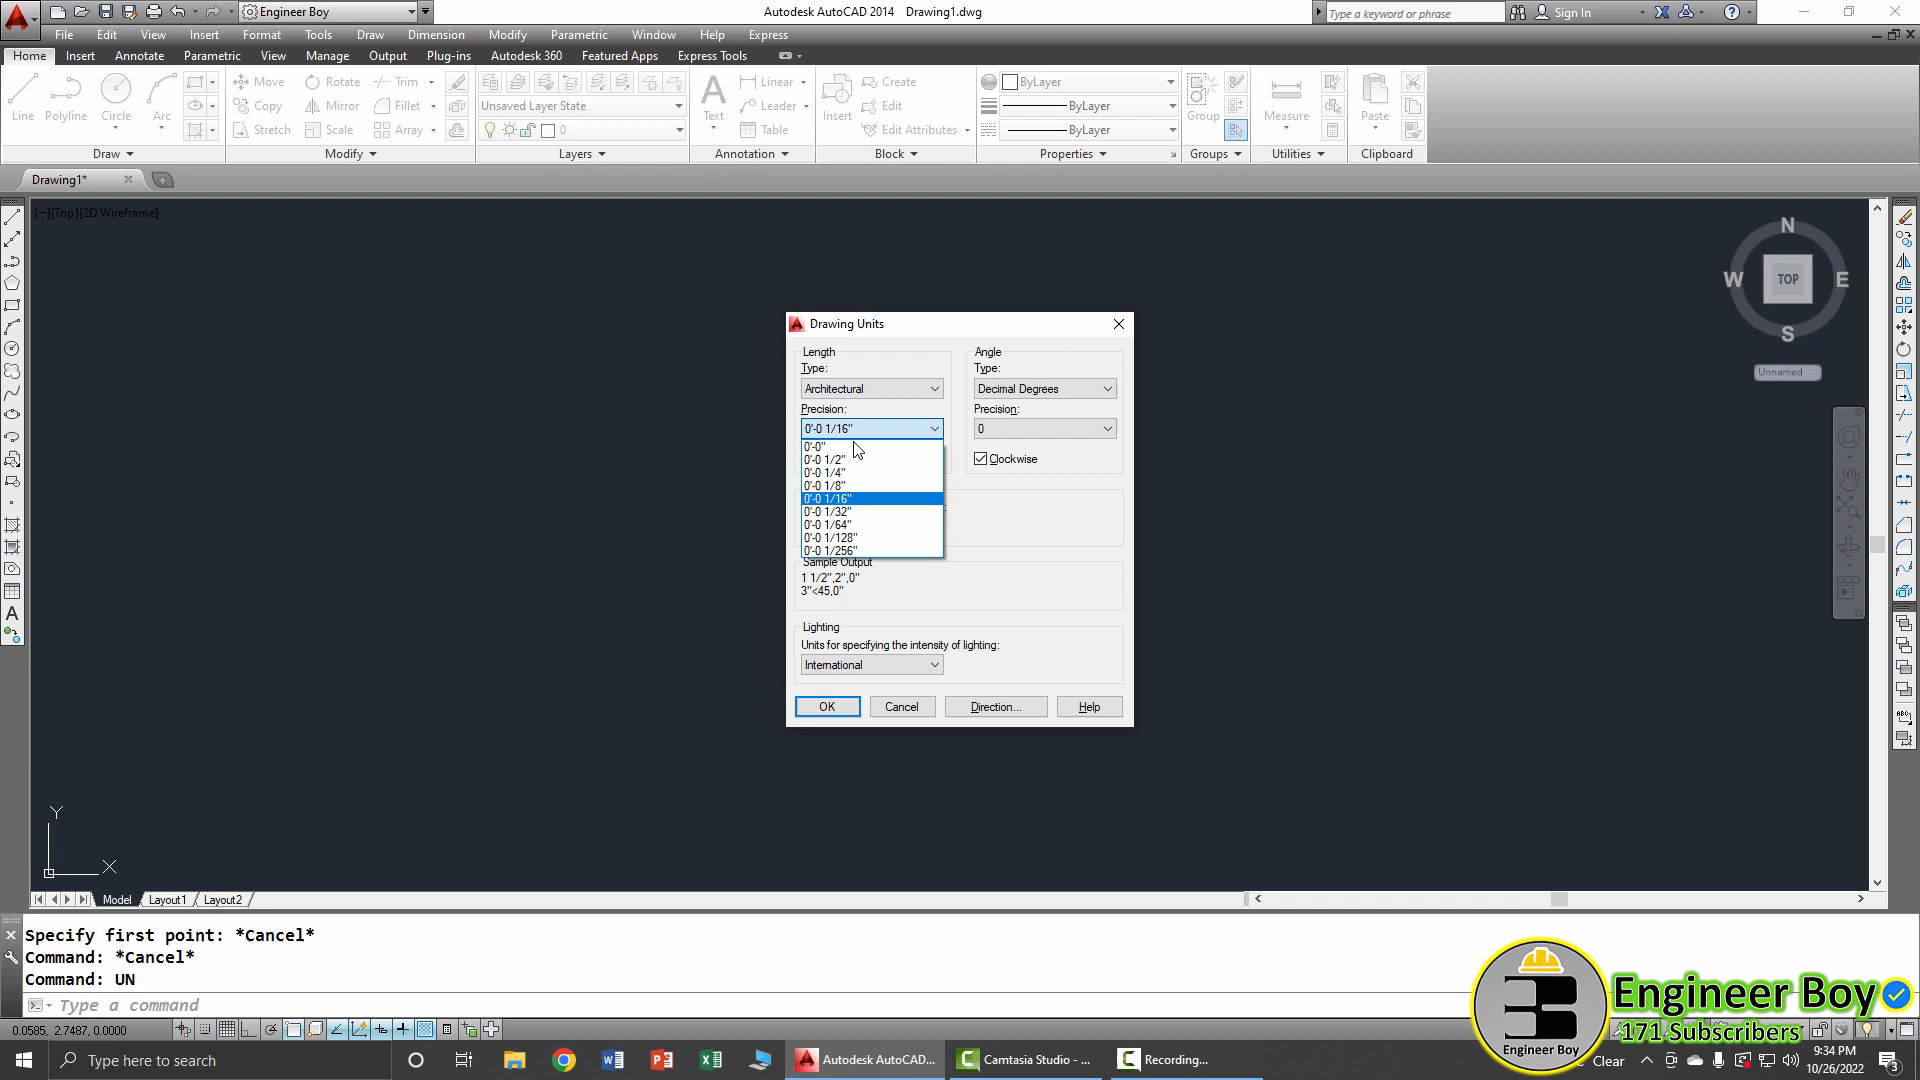 Engineer Boy
Autodesk AutoCAD 2014 Drawing1.dwg
Type a keyword or phrase
Sign In
File Edit View Insert Format Tools Draw Dimension Modify Parametric Window Help Express
Home Insert Annotate Parametric View Manage Output Plug-ins Autodesk 360 Featured Apps Express Tools
Line Polyline Circle Arc
Move Rotate Trim
Copy Mirror Fillet
Stretch Scale Array
Unsaved Layer State
0
Text
Linear
Leader
Table
Insert
Create
Edit
Edit Attributes
ByLayer
ByLayer
ByLayer
Group
Measure
Paste
Draw Modify Layers Annotation Block Properties Groups Utilities Clipboard
Drawing1*
[−][Top][2D Wireframe]
N
W TOP E
S
Unnamed
Drawing Units
Length
Type:
Architectural
Precision:
0'-0 1/16"
0'-0"
0'-0 1/2"
0'-0 1/4"
0'-0 1/8"
0'-0 1/16"
0'-0 1/32"
0'-0 1/64"
0'-0 1/128"
0'-0 1/256"
Angle
Type:
Decimal Degrees
Precision:
0
Clockwise
Sample Output
1 1/2",2",0"
3"<45,0"
Lighting
Units for specifying the intensity of lighting:
International
OK Cancel Direction... Help
Y
X
Model Layout1 Layout2
Specify first point: *Cancel*
Command: *Cancel*
Command: UN
Type a command
0.0585, 2.7487, 0.0000
Engineer Boy
Engineer Boy
171 Subscribers
Type here to search
Autodesk AutoCAD...
Camtasia Studio - ...
Recording...
Clear
9:34 PM
10/26/2022
3